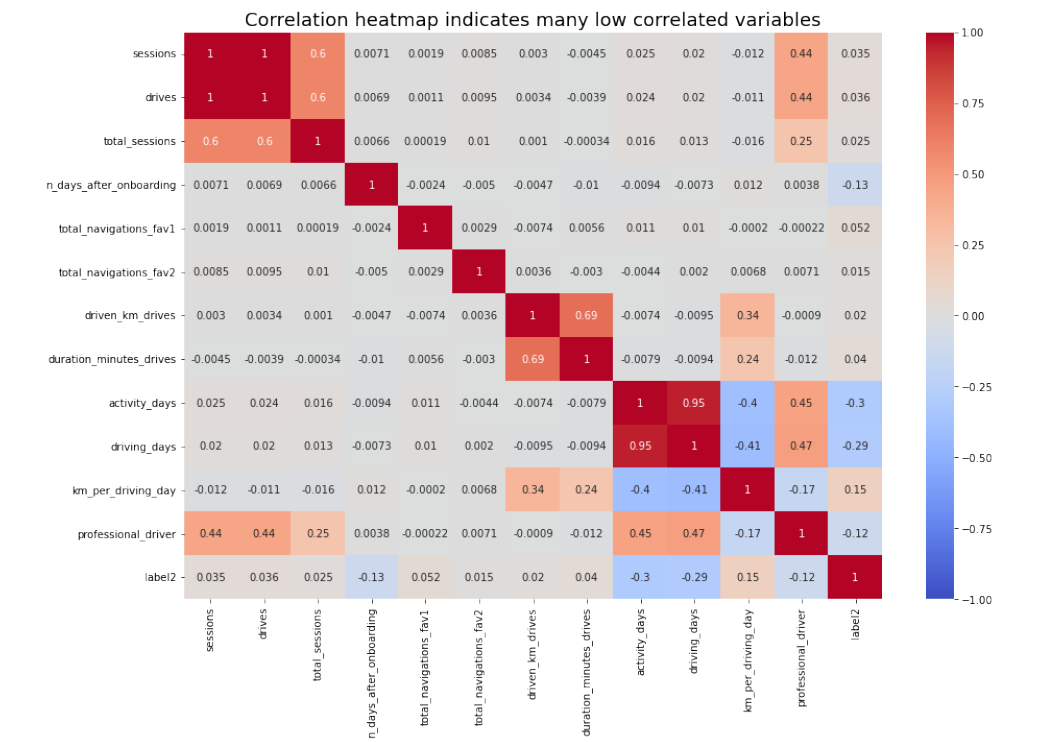 Correlation heatmap indicates many low correlated variables
sessions 1 1 0.6 0.0071 0.0019 0.0085 0.003 -0.0045 0.025 0.02 -0.012 0.44 0.035
drives 1 1 0.6 0.0069 0.0011 0.0095 0.0034 -0.0039 0.024 0.02 -0.011 0.44 0.036
total_sessions 0.6 0.6 1 0.0066 0.00019 0.01 0.001 -0.00034 0.016 0.013 -0.016 0.25 0.025
n_days_after_onboarding 0.0071 0.0069 0.0066 1 -0.0024 -0.005 -0.0047 -0.01 -0.0094 -0.0073 0.012 0.0038 -0.13
total_navigations_fav1 0.0019 0.0011 0.00019 -0.0024 1 0.0029 -0.0074 0.0056 0.011 0.01 -0.0002 -0.00022 0.052
total_navigations_fav2 0.0085 0.0095 0.01 -0.005 0.0029 1 0.0036 -0.003 -0.0044 0.002 0.0068 0.0071 0.015
driven_km_drives 0.003 0.0034 0.001 -0.0047 -0.0074 0.0036 1 0.69 -0.0074 -0.0095 0.34 -0.0009 0.02
duration_minutes_drives -0.0045 -0.0039 -0.00034 -0.01 0.0056 -0.003 0.69 1 -0.0079 -0.0094 0.24 -0.012 0.04
activity_days 0.025 0.024 0.016 -0.0094 0.011 -0.0044 -0.0074 -0.0079 1 0.95 -0.4 0.45 -0.3
driving_days 0.02 0.02 0.013 -0.0073 0.01 0.002 -0.0095 -0.0094 0.95 1 -0.41 0.47 -0.29
km_per_driving_day -0.012 -0.011 -0.016 0.012 -0.0002 0.0068 0.34 0.24 -0.4 -0.41 1 -0.17 0.15
professional_driver 0.44 0.44 0.25 0.0038 -0.00022 0.0071 -0.0009 -0.012 0.45 0.47 -0.17 1 -0.12
label2 0.035 0.036 0.025 -0.13 0.052 0.015 0.02 0.04 -0.3 -0.29 0.15 -0.12 1
sessions
drives
total_sessions
n_days_after_onboarding
total_navigations_fav1
total_navigations_fav2
driven_km_drives
duration_minutes_drives
activity_days
driving_days
km_per_driving_day
professional_driver
label2
1.00
0.75
0.50
0.25
0.00
−0.25
−0.50
−0.75
−1.00